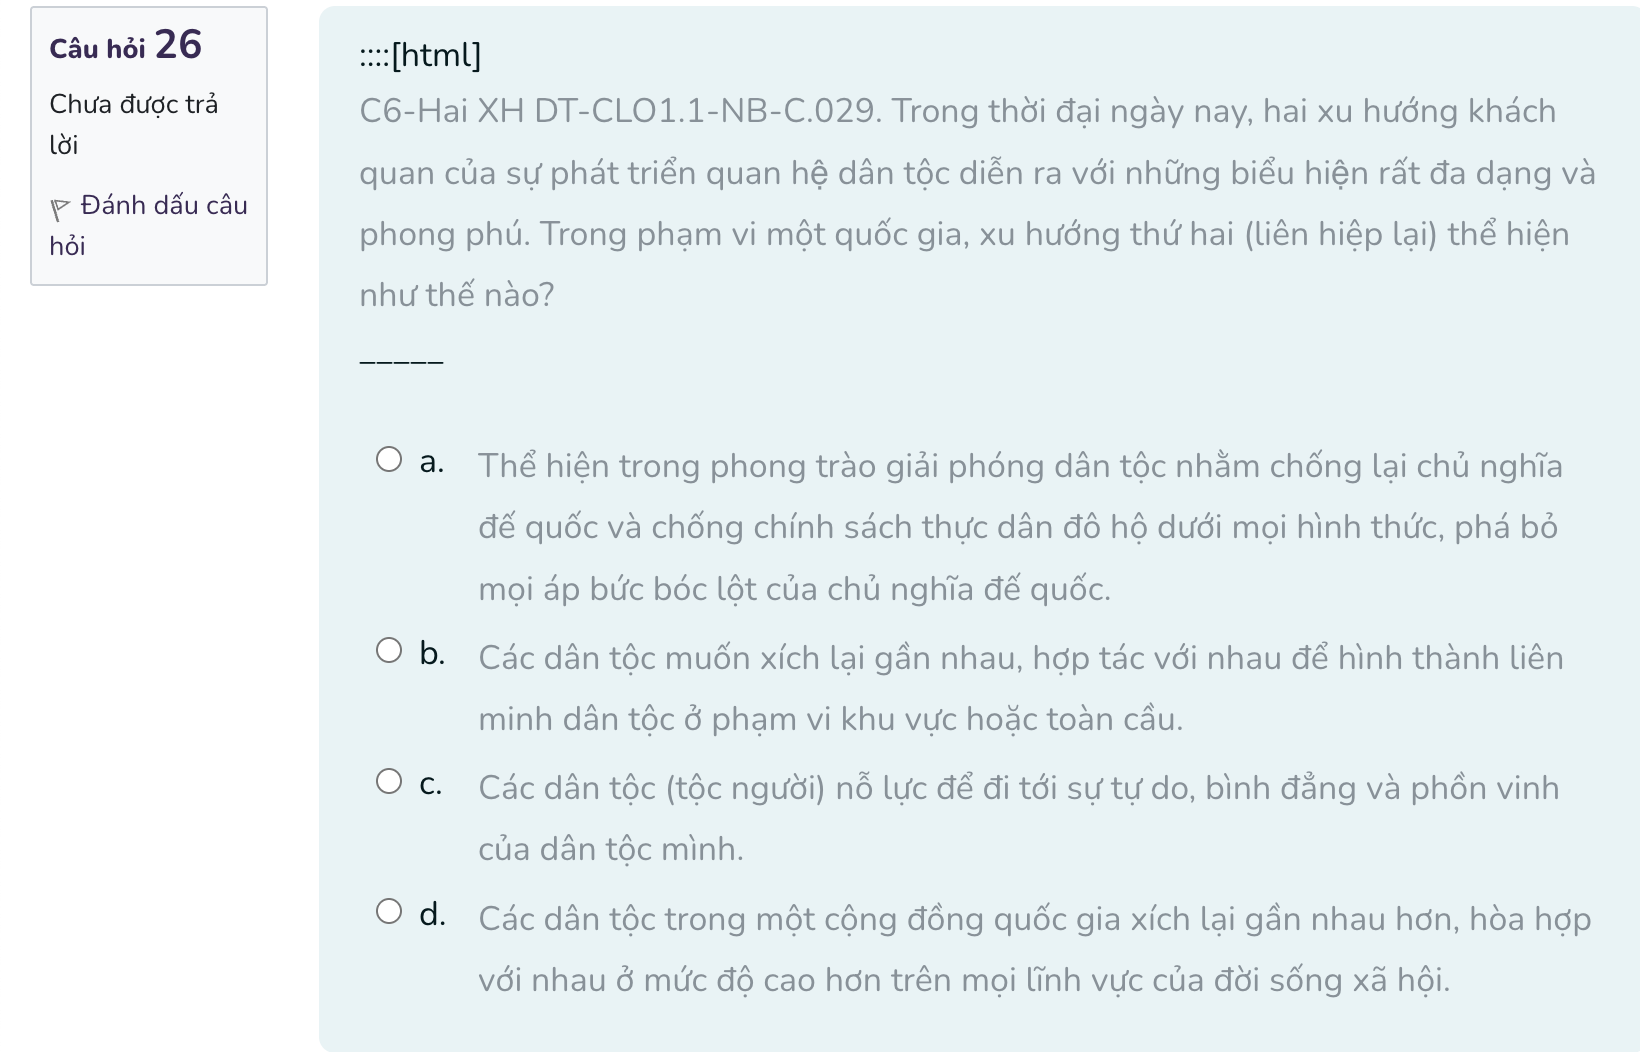 Câu hỏi 26
Chưa được trả
lời
Đánh dấu câu
hỏi
::::[html]
C6-Hai XH DT-CLO1.1-NB-C.029. Trong thời đại ngày nay, hai xu hướng khách
quan của sự phát triển quan hệ dân tộc diễn ra với những biểu hiện rất đa dạng và
phong phú. Trong phạm vi một quốc gia, xu hướng thứ hai (liên hiệp lại) thể hiện
như thế nào?
_____
a. Thể hiện trong phong trào giải phóng dân tộc nhằm chống lại chủ nghĩa
đế quốc và chống chính sách thực dân đô hộ dưới mọi hình thức, phá bỏ
mọi áp bức bóc lột của chủ nghĩa đế quốc.
b. Các dân tộc muốn xích lại gần nhau, hợp tác với nhau để hình thành liên
minh dân tộc ở phạm vi khu vực hoặc toàn cầu.
c. Các dân tộc (tộc người) nỗ lực để đi tới sự tự do, bình đẳng và phồn vinh
của dân tộc mình.
d. Các dân tộc trong một cộng đồng quốc gia xích lại gần nhau hơn, hòa hợp
với nhau ở mức độ cao hơn trên mọi lĩnh vực của đời sống xã hội.